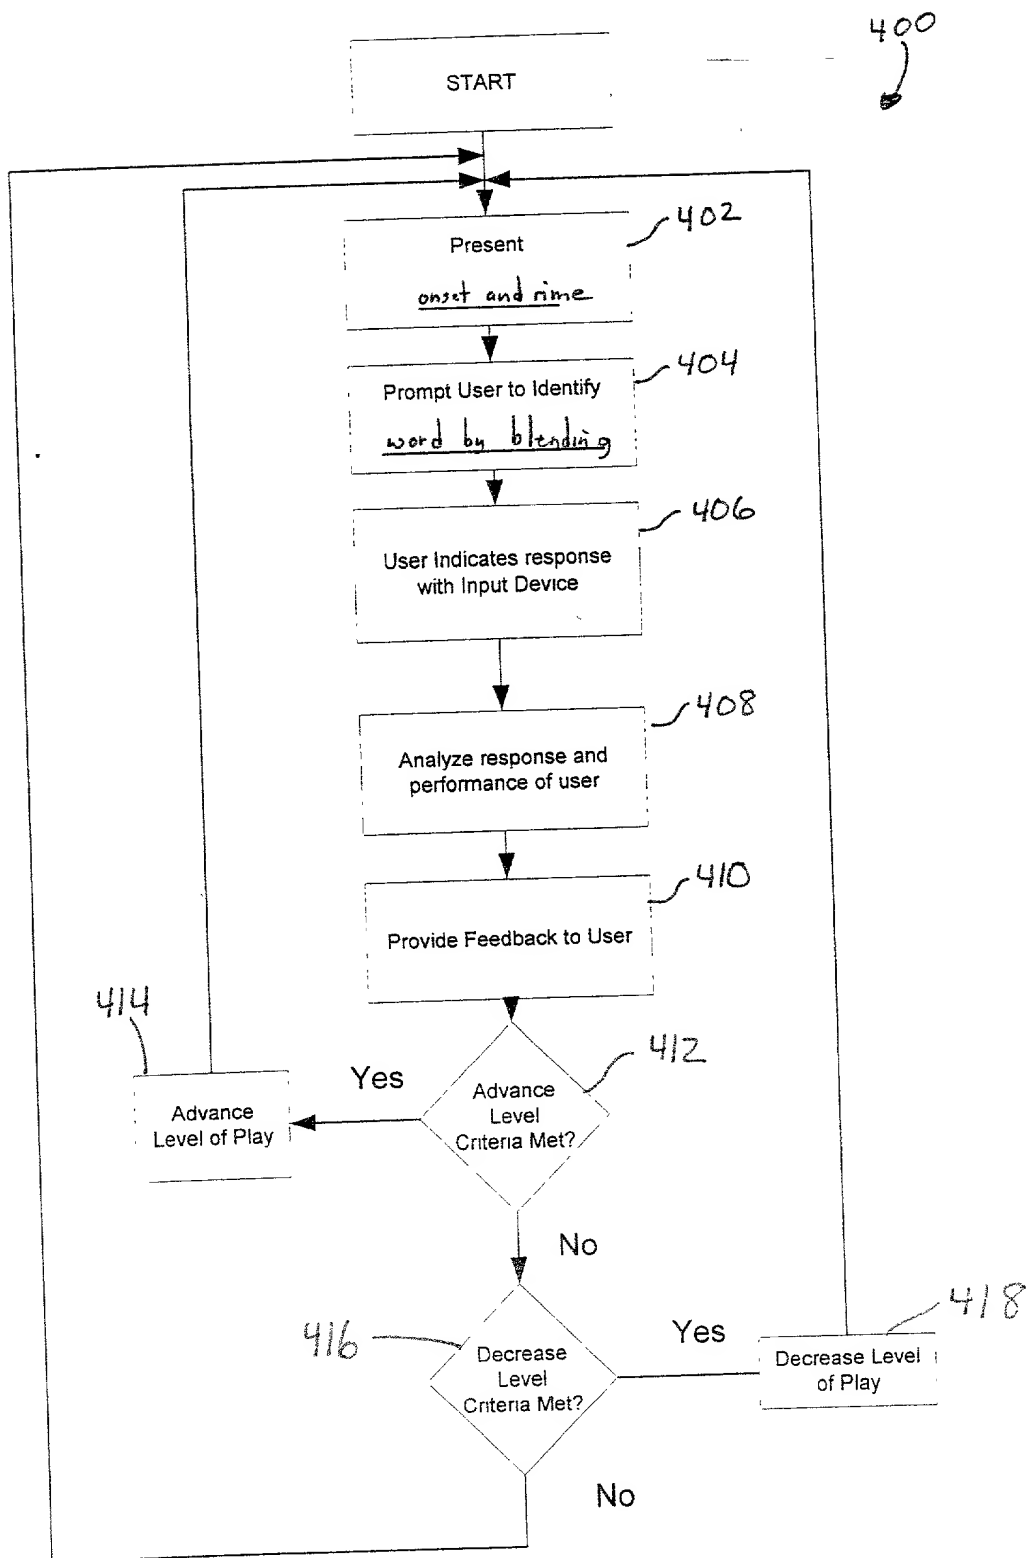 400
START
402
Present
onset and rime
404
Prompt User to Identify
word by blending
406
User Indicates response
with Input Device
408
Analyze response and
performance of user
410
Provide Feedback to User
412
Advance
Level
Criteria Met?
Yes
414
Advance
Level of Play
No
416
Decrease
Level
Criteria Met?
Yes
418
Decrease Level
of Play
No